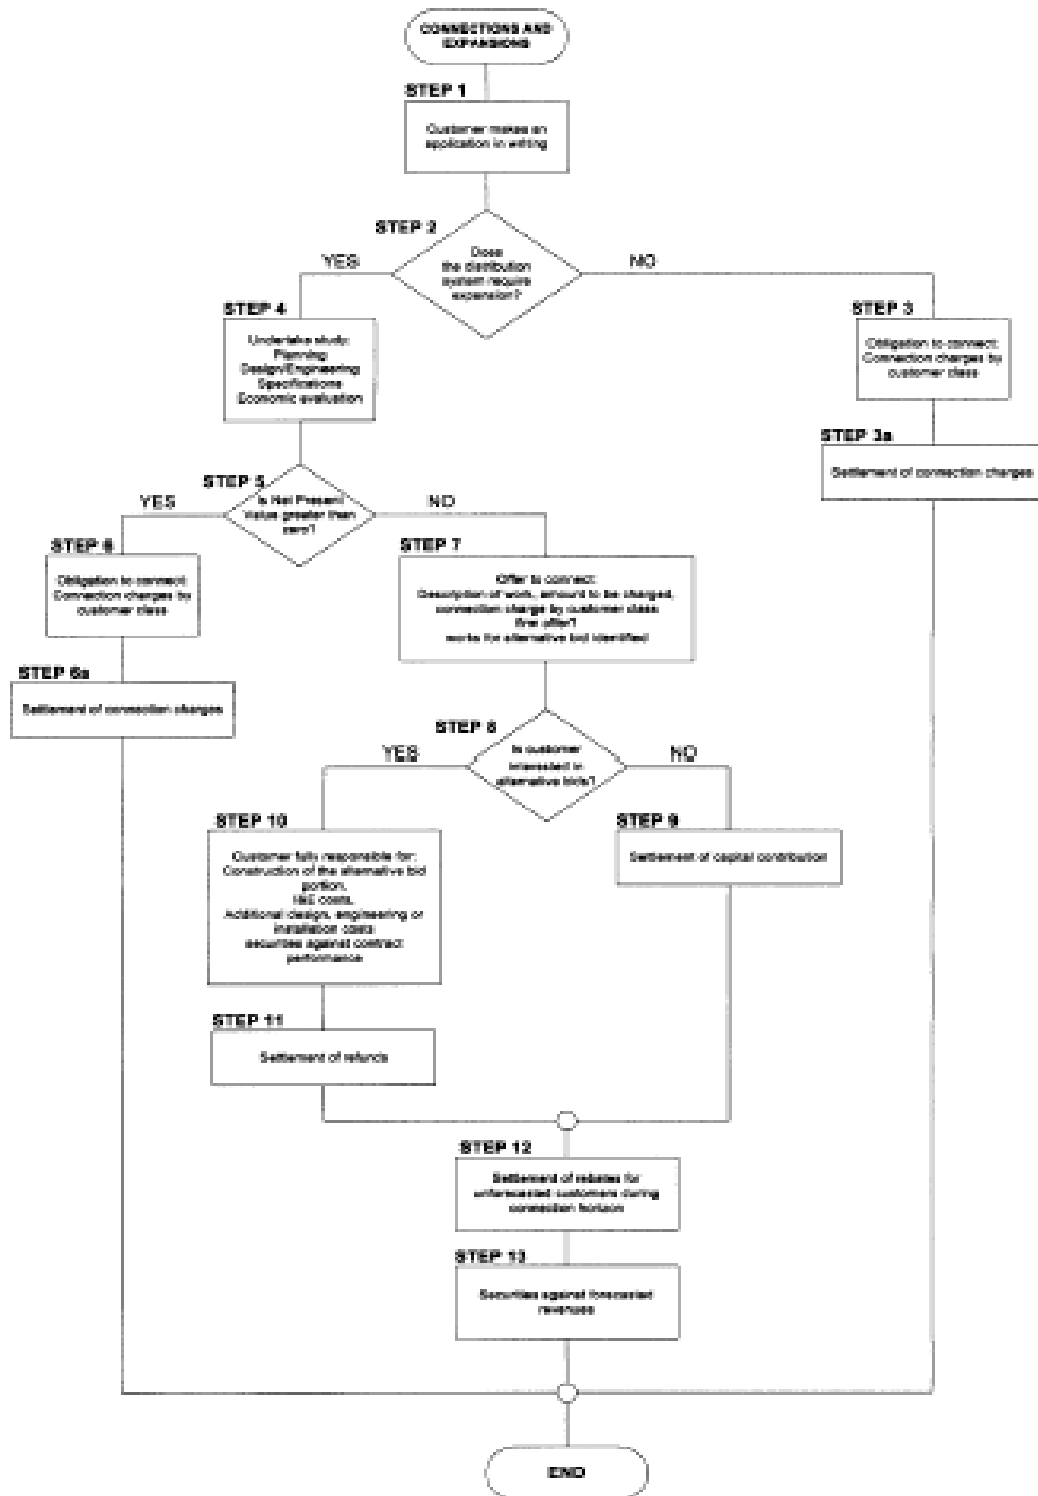 CONNECTIONS AND
EXPANSIONS
STEP 1
Customer makes an
application in writing
STEP 2
Does
the distribution
system require
expansion?
YES
NO
STEP 4
Undertake study:
Planning
Design/Engineering
Specifications
Economic evaluation
STEP 3
Obligation to connect:
Connection charges by
customer class
STEP 3a
Settlement of connection charges
STEP 5
Is Net Present
Value greater than
zero?
YES
NO
STEP 6
Obligation to connect:
Connection charges by
customer class
STEP 6a
Settlement of connection charges
STEP 7
Offer to connect:
Description of work, amount to be charged,
connection charge by customer class
firm offer?
works for alternative bid identified
STEP 8
Is customer
interested in
alternative bids?
YES
NO
STEP 10
Customer fully responsible for:
Construction of the alternative bid
portion,
costs,
Additional design, engineering or
installation costs
securities against contract
performance
STEP 9
Settlement of capital contribution
STEP 11
Settlement of refunds
STEP 12
Settlement of rebates for
unforecasted customers during
connection horizon
STEP 13
Securities against forecasted
revenues
END